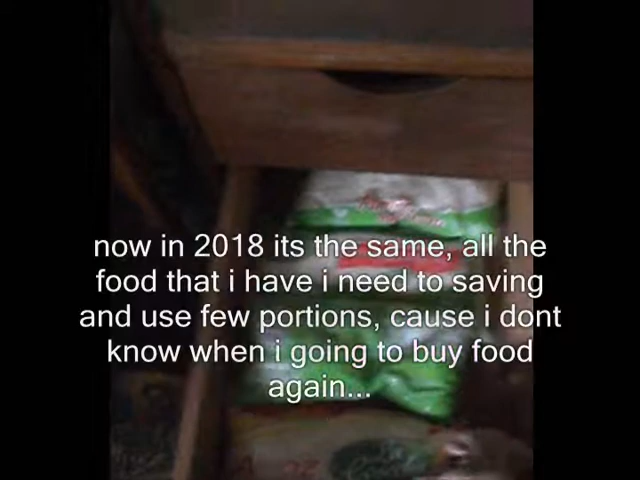 now in 2018 its the same, all the
food that i have i need to saving
and use few portions, cause i dont
know when i going to buy food
again...